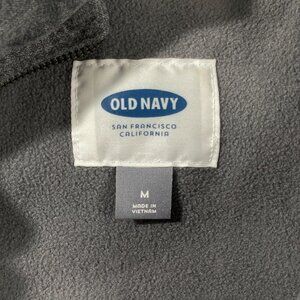 OLD NAVY
SAN FRANCISCO
CALIFORNIA
M
MADE IN
VIETNAM